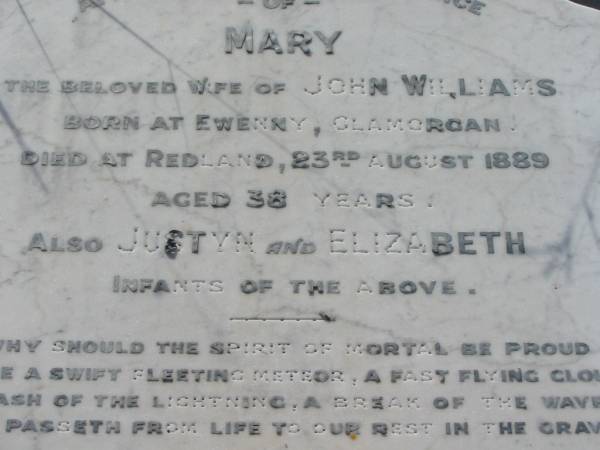 OF
MARY
THE BELOVED WIFE OF JOHN WILLIAMS
BORN AT EWENNY, GLAMORGAN.
DIED AT REDLAND, 23RD AUGUST 1889
AGED 38 YEARS.
ALSO JUSTYN AND ELIZABETH
INFANTS OF THE ABOVE.
WHY SHOULD THE SPIRIT OF MORTAL BE PROUD
E A SWIFT FLEETING METEOR, A FAST FLYING CLOU
ASH OF THE LIGHTNING, A BREAK OF THE WAVE
PASSETH FROM LIFE TO OUR REST IN THE GRAV